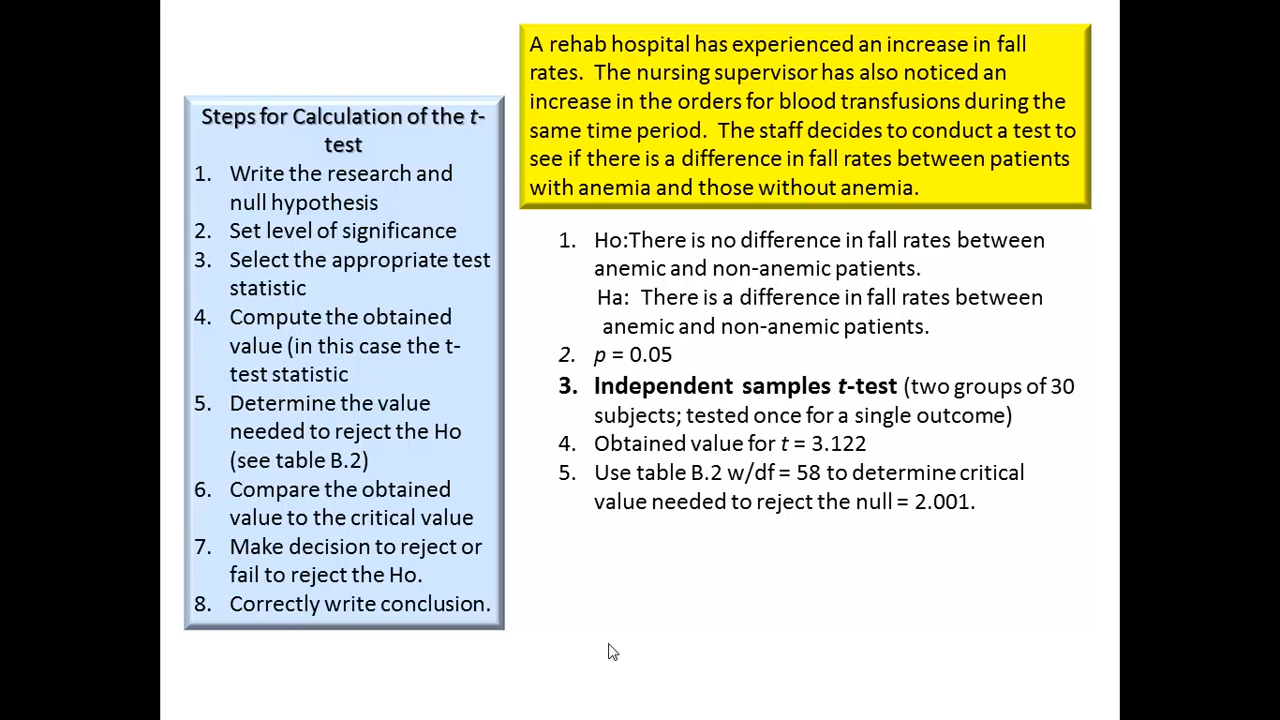 Steps for Calculation of the t-
test
1. Write the research and
null hypothesis
2. Set level of significance
3. Select the appropriate test
statistic
4. Compute the obtained
value (in this case the t-
test statistic
5. Determine the value
needed to reject the Ho
(see table B.2)
6. Compare the obtained
value to the critical value
7. Make decision to reject or
fail to reject the Ho.
8. Correctly write conclusion.
A rehab hospital has experienced an increase in fall
rates. The nursing supervisor has also noticed an
increase in the orders for blood transfusions during the
same time period. The staff decides to conduct a test to
see if there is a difference in fall rates between patients
with anemia and those without anemia.
1. Ho:There is no difference in fall rates between
anemic and non-anemic patients.
Ha: There is a difference in fall rates between
anemic and non-anemic patients.
2. p = 0.05
3. Independent samples t-test (two groups of 30
subjects; tested once for a single outcome)
4. Obtained value for t = 3.122
5. Use table B.2 w/df = 58 to determine critical
value needed to reject the null = 2.001.